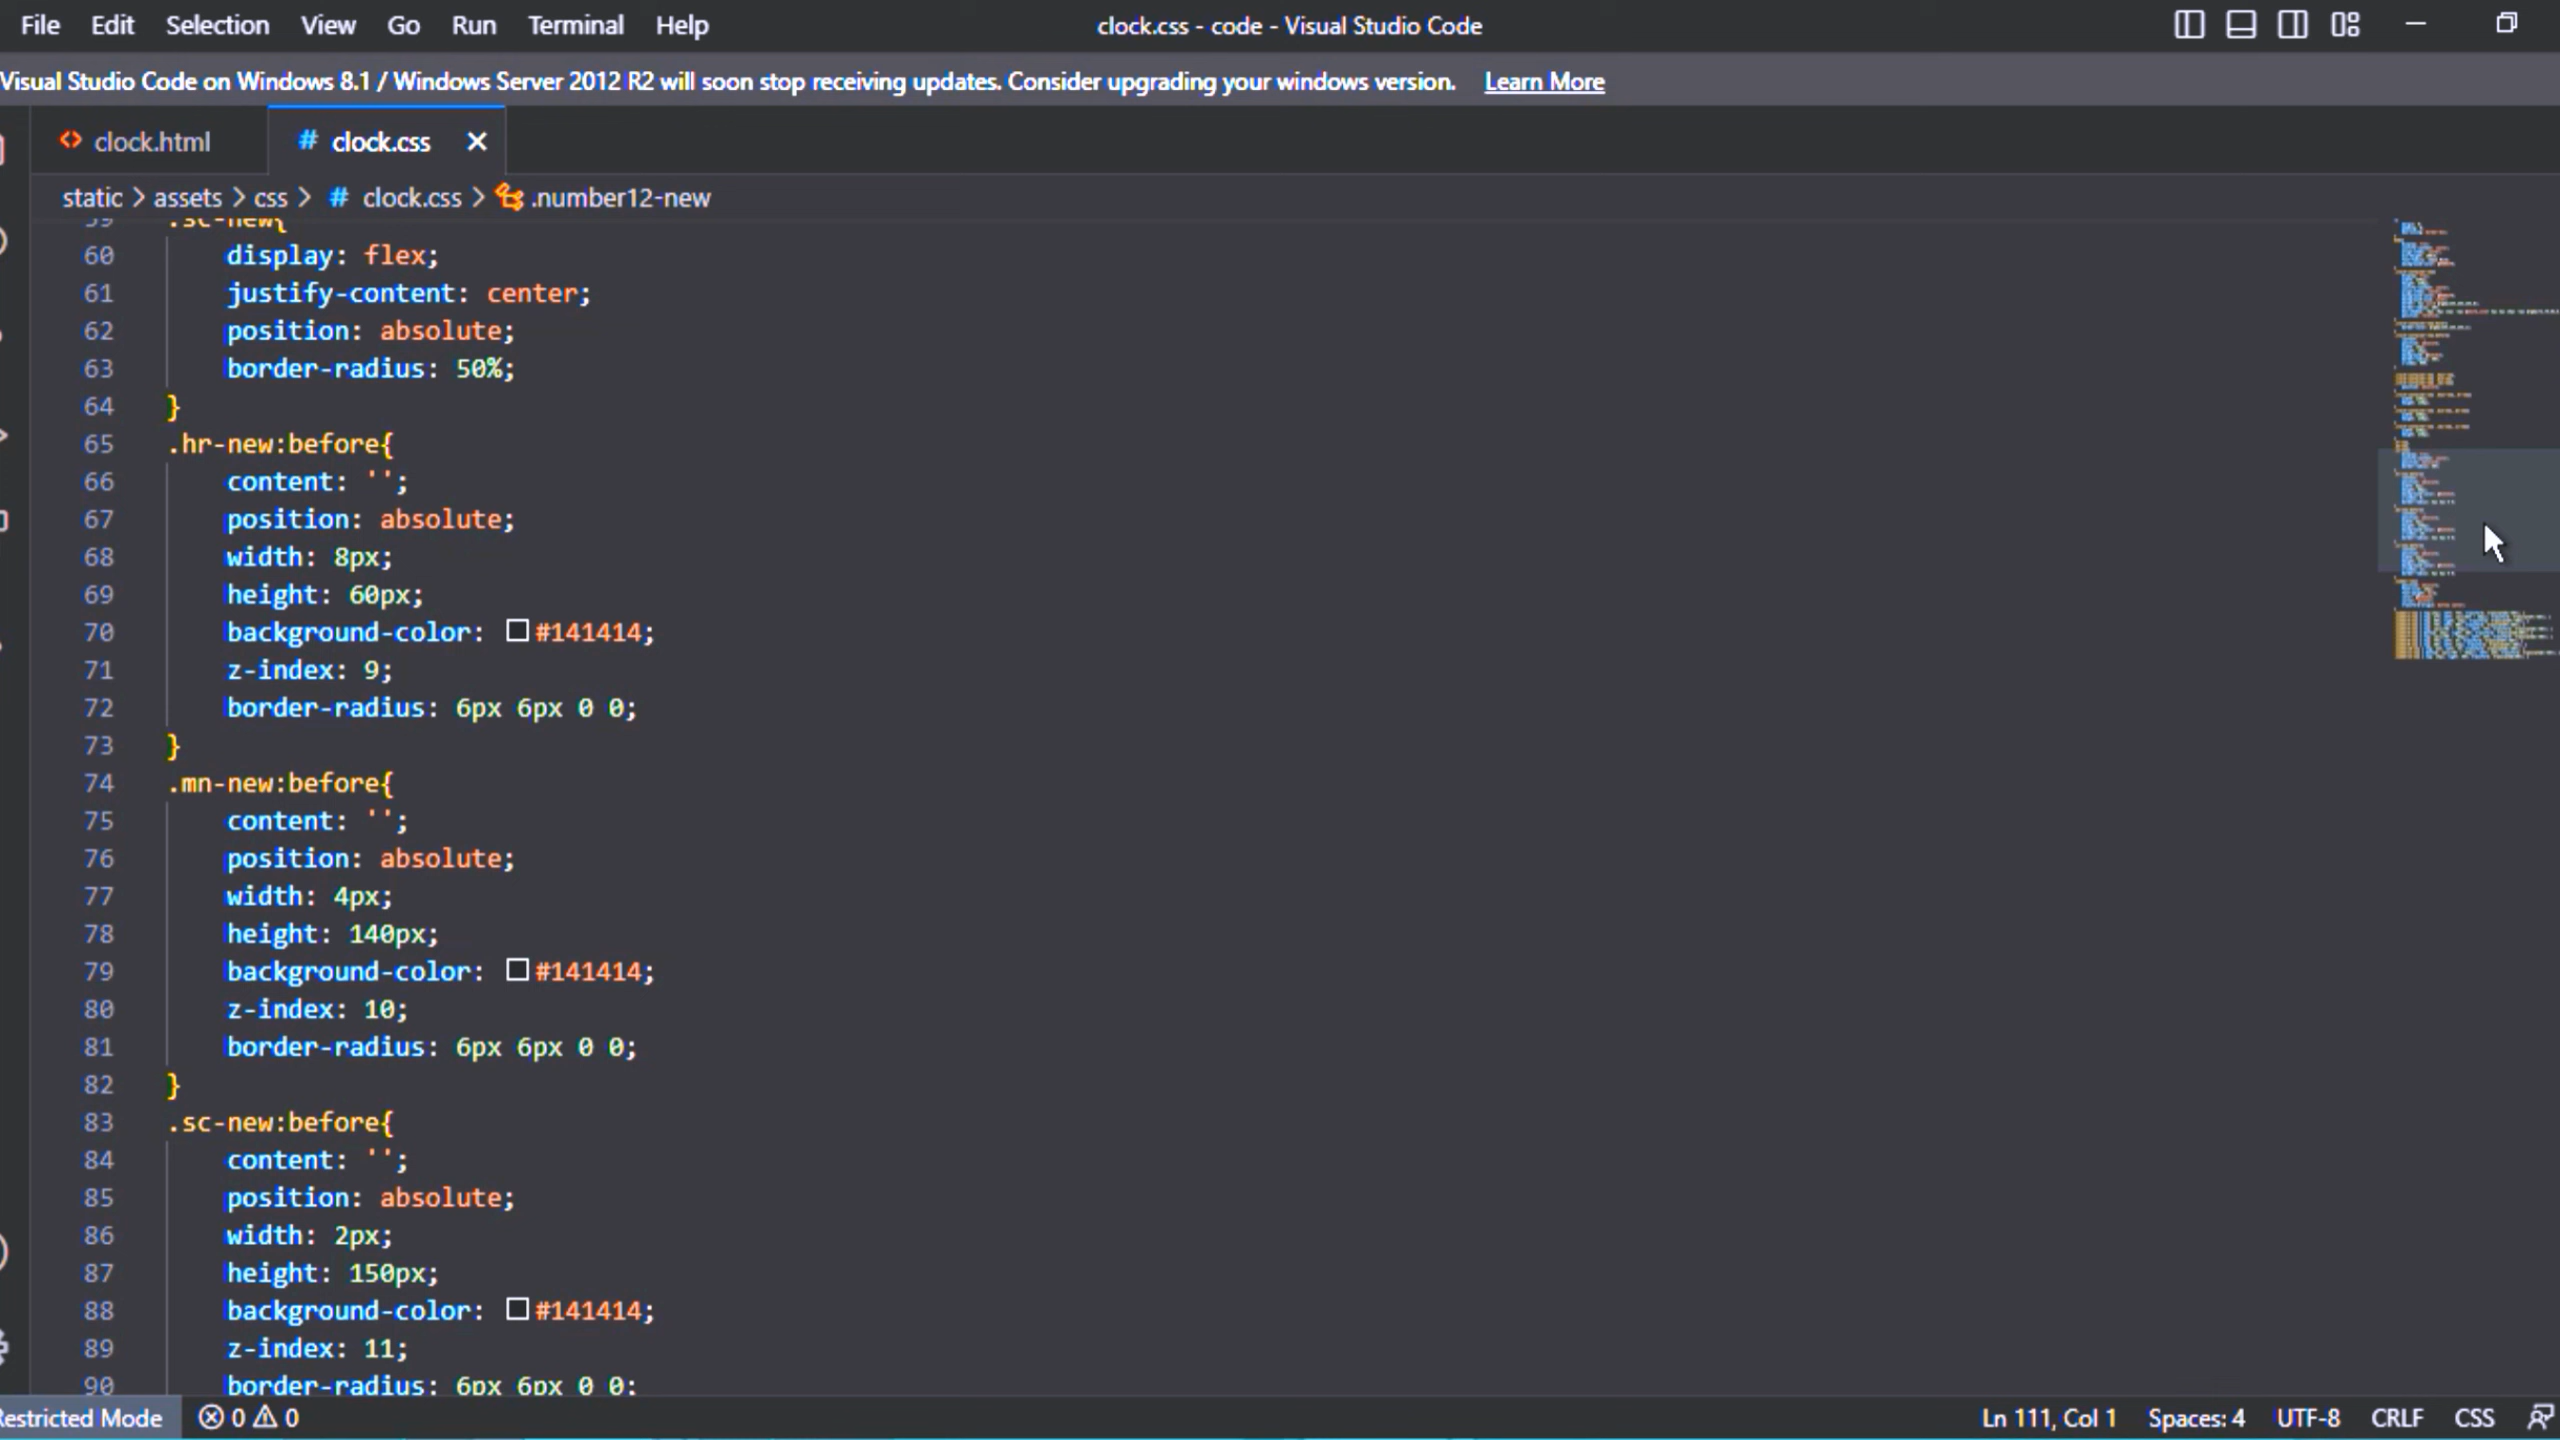 File Edit Selection View Go Run Terminal Help clock.css - code - Visual Studio Code
Visual Studio Code on Windows 8.1 / Windows Server 2012 R2 will soon stop receiving updates. Consider upgrading your windows version. Learn More
<> clock.html # clock.css ×
static > assets > css > # clock.css > .number12-new
59 .sc-new{
60 display: flex;
61 justify-content: center;
62 position: absolute;
63 border-radius: 50%;
64 }
65 .hr-new:before{
66 content: '';
67 position: absolute;
68 width: 8px;
69 height: 60px;
70 background-color: #141414;
71 z-index: 9;
72 border-radius: 6px 6px 0 0;
73 }
74 .mn-new:before{
75 content: '';
76 position: absolute;
77 width: 4px;
78 height: 140px;
79 background-color: #141414;
80 z-index: 10;
81 border-radius: 6px 6px 0 0;
82 }
83 .sc-new:before{
84 content: '';
85 position: absolute;
86 width: 2px;
87 height: 150px;
88 background-color: #141414;
89 z-index: 11;
90 border-radius: 6px 6px 0 0;
estricted Mode 0 0 Ln 111, Col 1 Spaces: 4 UTF-8 CRLF CSS